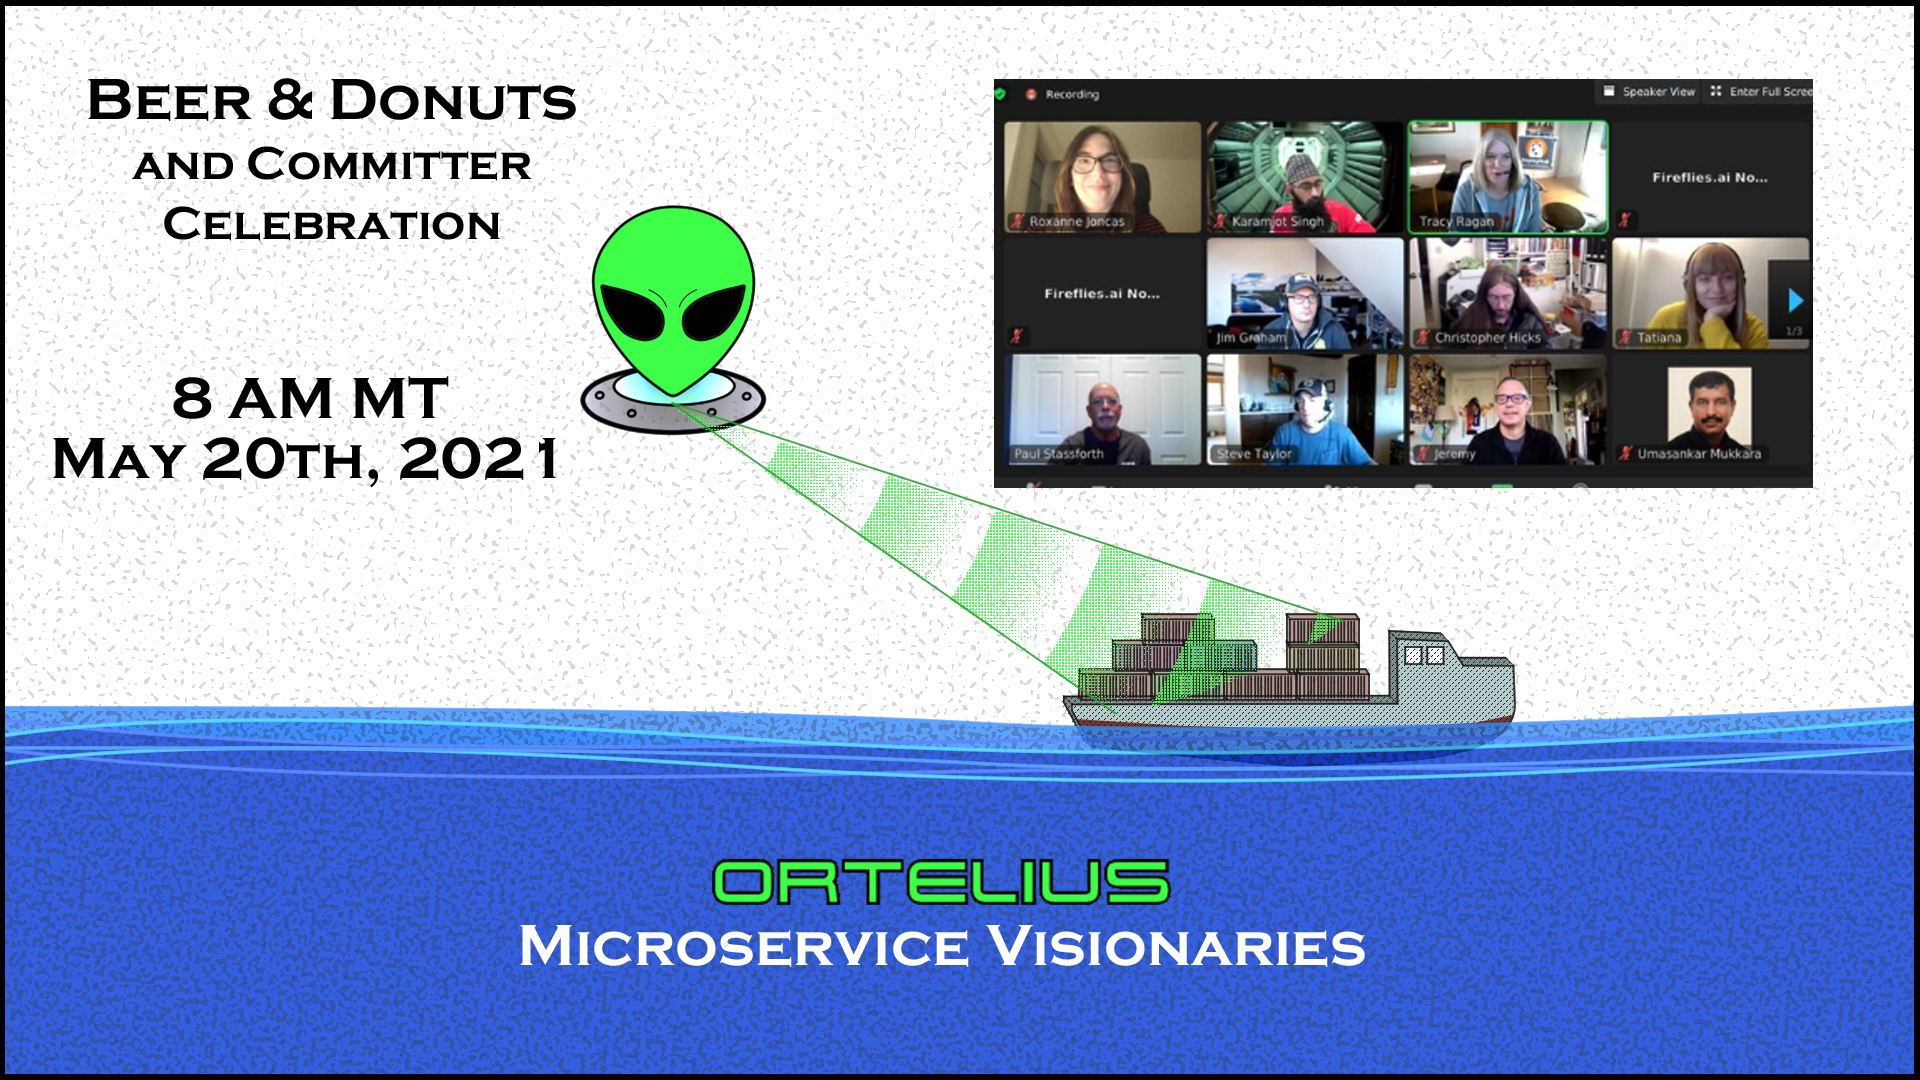 Beer & Donuts
and Committer
Celebration
8 AM MT
May 20th, 2021
Recording
Speaker View
Enter Full Scree
Roxanne Joncas
Karamjot Singh
Tracy Ragan
Fireflies.ai No...
Fireflies.ai No...
Jim Graham
Christopher Hicks
Tatiana
1/3
Paul Stassforth
Steve Taylor
Jeremy
Umasankar Mukkara
ORTELIUS
Microservice Visionaries